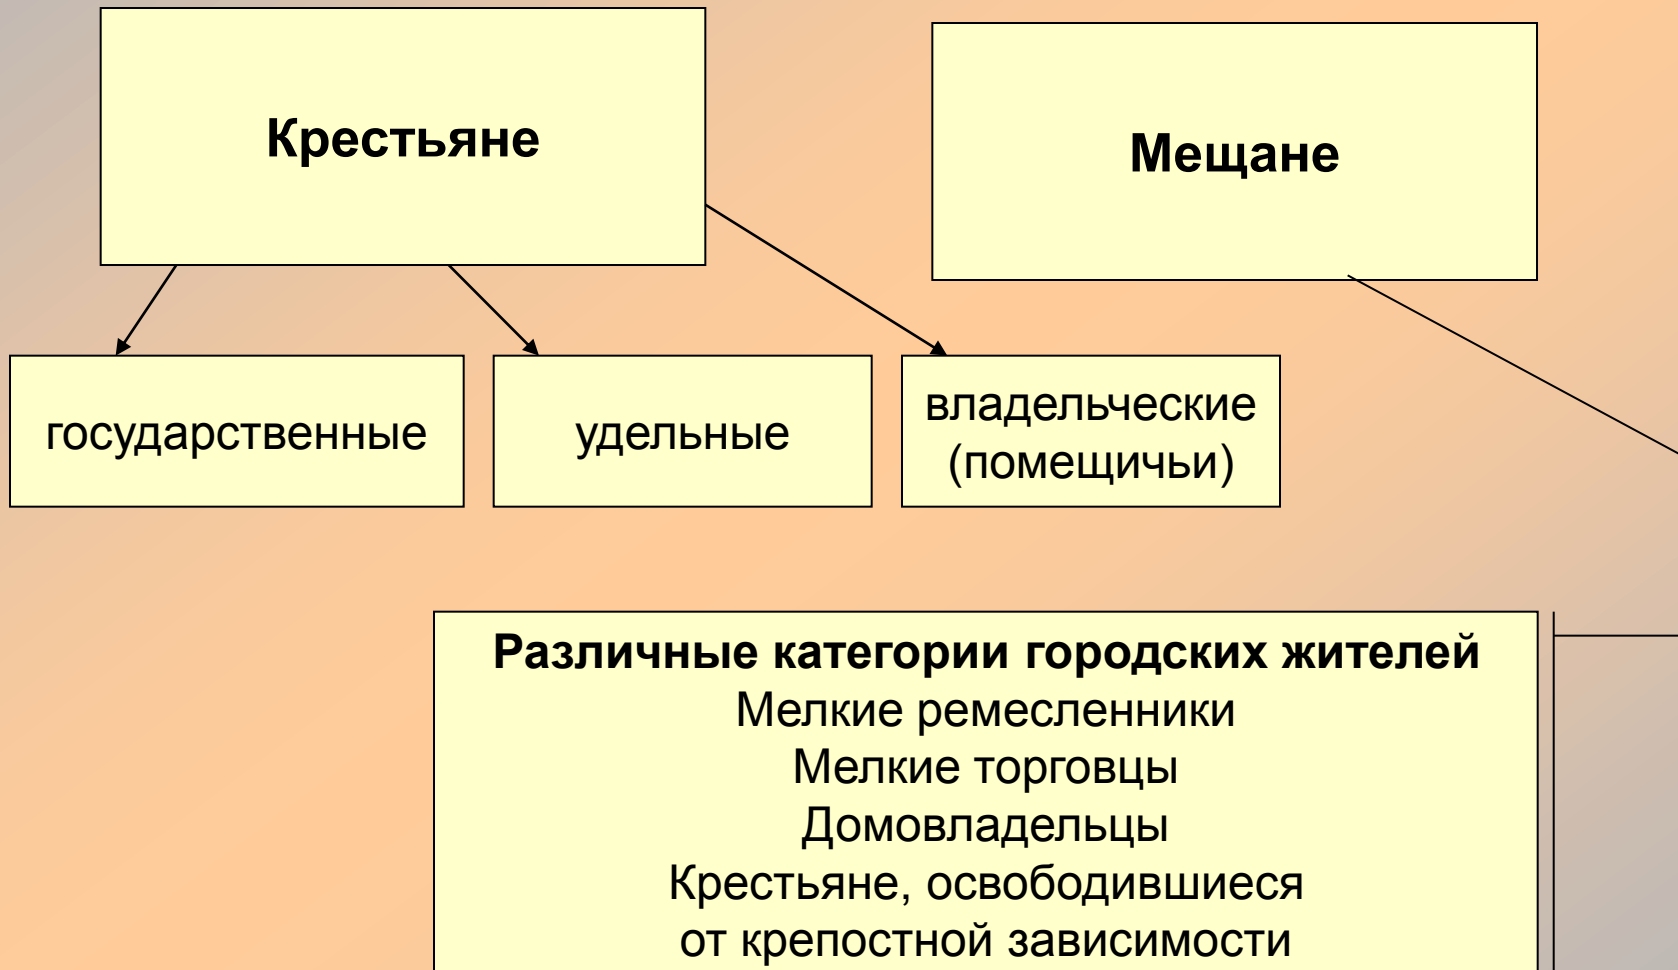 Крестьяне
Мещане
государственные
удельные
владельческие
(помещичьи)
Различные категории городских жителей
Мелкие ремесленники
Мелкие торговцы
Домовладельцы
Крестьяне, освободившиеся
от крепостной зависимости